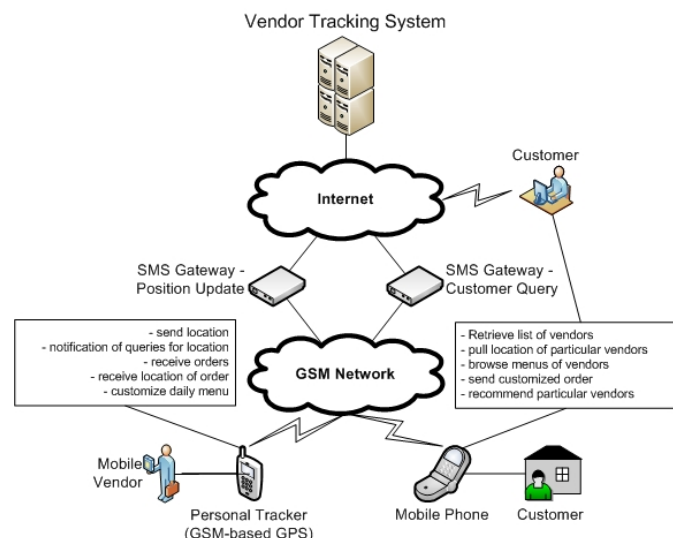 Vendor Tracking System
Customer
Internet
SMS Gateway -
Position Update
SMS Gateway -
Customer Query
- send location
- notification of queries for location
- receive orders
- receive location of order
- customize daily menu
GSM Network
- Retrieve list of vendors
- pull location of particular vendors
- browse menus of vendors
- send customized order
- recommend particular vendors
Mobile
Vendor
Personal Tracker
(GSM-based GPS)
Mobile Phone
Customer